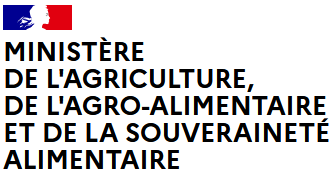 MINISTÈRE
DE L'AGRICULTURE,
DE L'AGRO-ALIMENTAIRE
ET DE LA SOUVERAINETÉ
ALIMENTAIRE